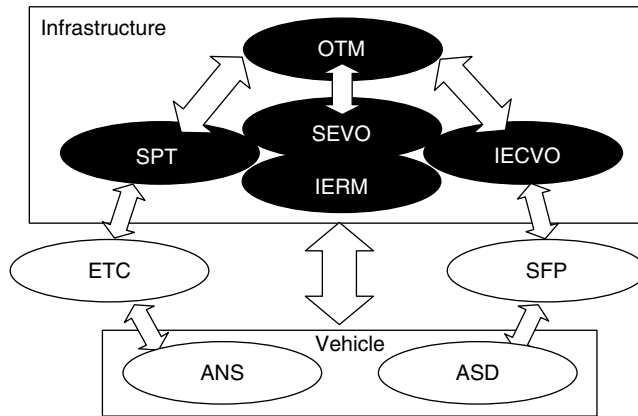 Infrastructure
OTM
SEVO
SPT
IECVO
IERM
ETC
SFP
Vehicle
ANS
ASD